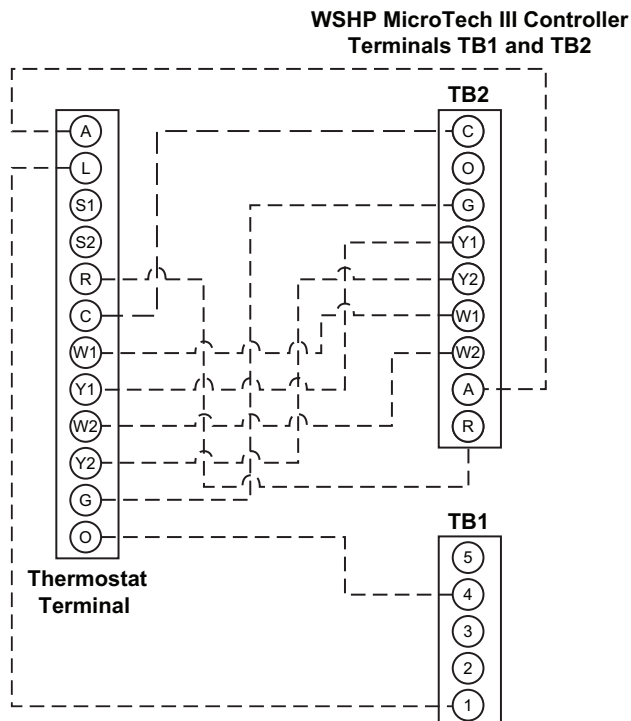 WSHP MicroTech III Controller
Terminals TB1 and TB2
TB2
A
L
S1
S2
R
C
W1
Y1
W2
Y2
G
O
Thermostat
Terminal
C
O
G
Y1
Y2
W1
W2
A
R
TB1
5
4
3
2
1